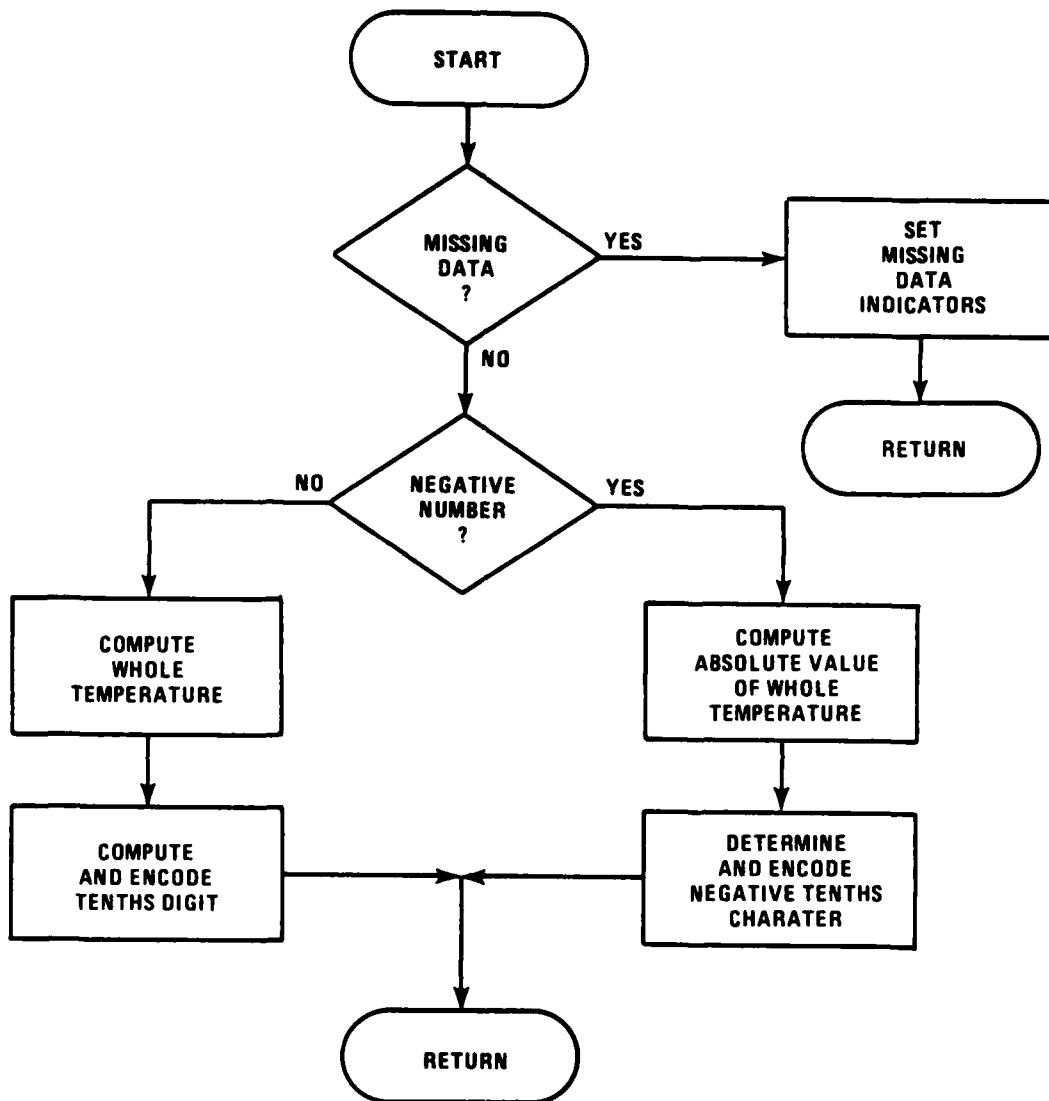 START
MISSING
DATA
?
YES
SET
MISSING
DATA
INDICATORS
NO
RETURN
NEGATIVE
NUMBER
?
NO
YES
COMPUTE
WHOLE
TEMPERATURE
COMPUTE
ABSOLUTE VALUE
OF WHOLE
TEMPERATURE
COMPUTE
AND ENCODE
TENTHS DIGIT
DETERMINE
AND ENCODE
NEGATIVE TENTHS
CHARATER
RETURN